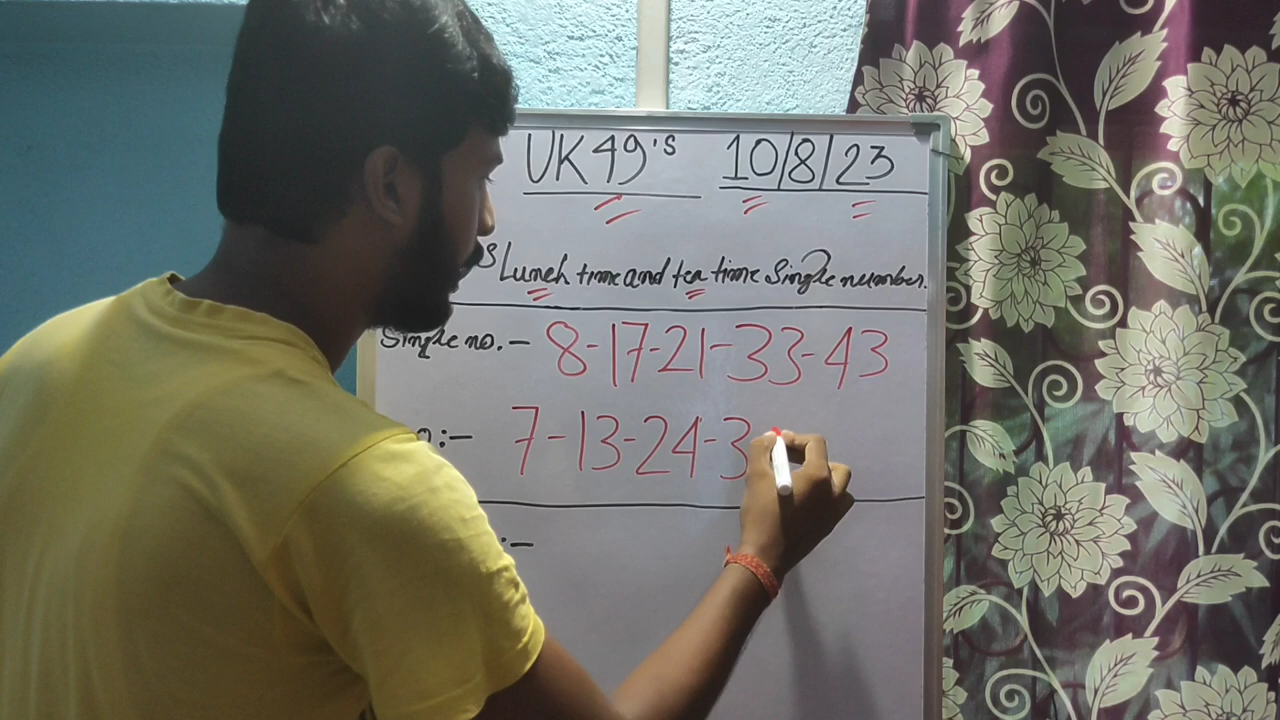 UK 49's 10/8/23
s Lunch time and tea time Single number.
Single no.- 8-17-21-33-43
o:- 7-13-24-3
:-